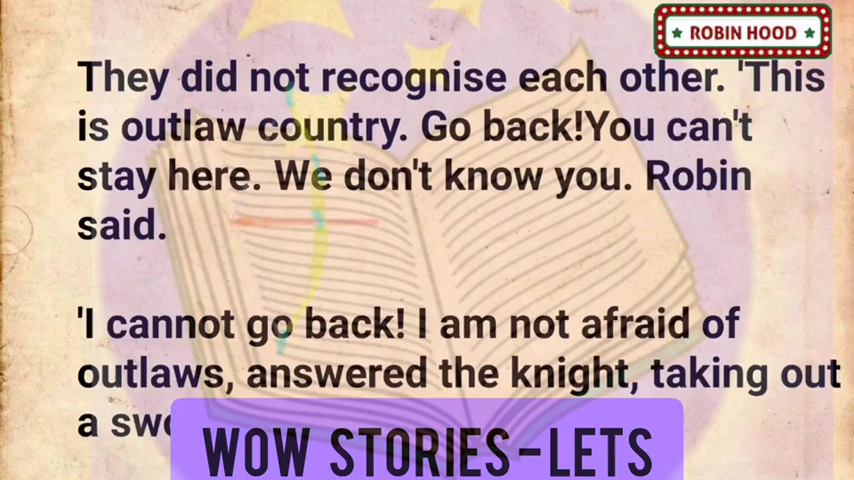 ROBIN HOOD
They did not recognise each other. 'This
is outlaw country. Go back!You can't
stay here. We don't know you. Robin
said.
'I cannot go back! I am not afraid of
outlaws, answered the knight, taking out
a
WOW STORIES-LETS